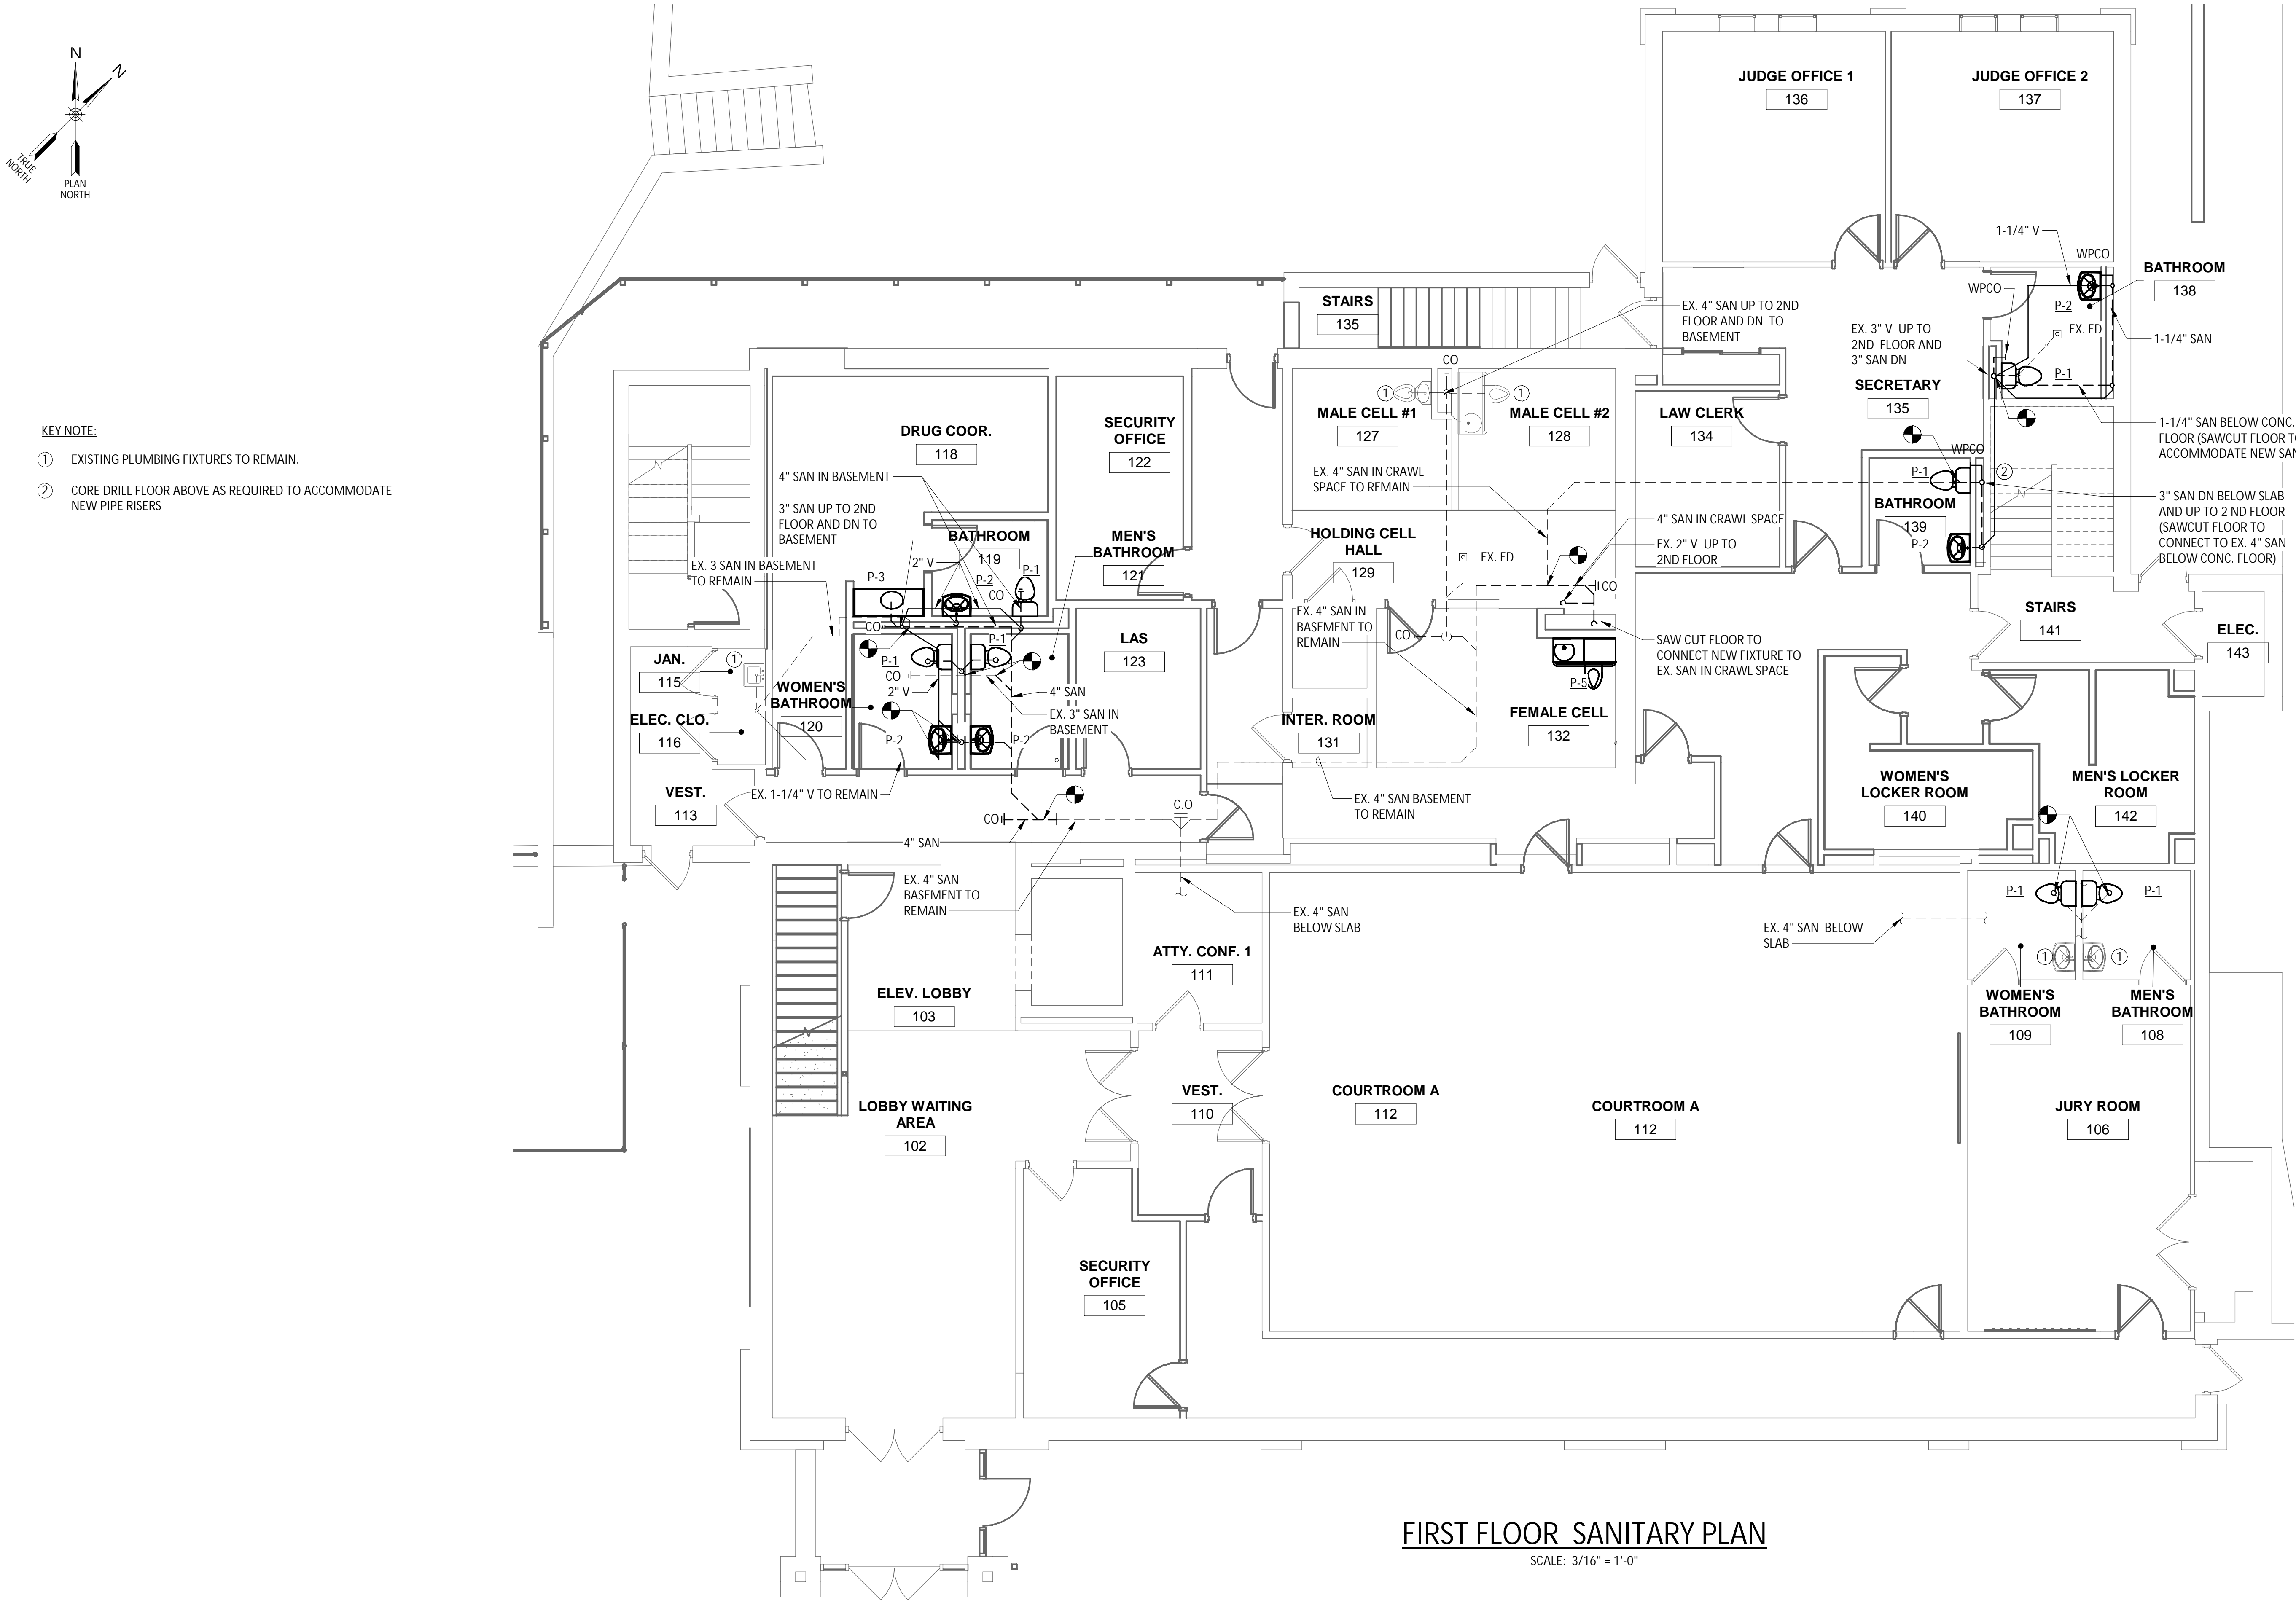 N
N
TRUE
NORTH
PLAN
NORTH
KEY NOTE:
1 EXISTING PLUMBING FIXTURES TO REMAIN.
2 CORE DRILL FLOOR ABOVE AS REQUIRED TO ACCOMMODATE
NEW PIPE RISERS
JUDGE OFFICE 1
136
JUDGE OFFICE 2
137
1-1/4" V
WPCO
BATHROOM
138
WPCO
P-2
EX. FD
1-1/4" SAN
P-1
EX. 3" V UP TO
2ND FLOOR AND
3" SAN DN
SECRETARY
135
1-1/4" SAN BELOW CONC.
FLOOR (SAWCUT FLOOR TO
ACCOMMODATE NEW SAN
WPCO
P-1
2
BATHROOM
139
P-2
3" SAN DN BELOW SLAB
AND UP TO 2 ND FLOOR
(SAWCUT FLOOR TO
CONNECT TO EX. 4" SAN
BELOW CONC. FLOOR)
STAIRS
135
EX. 4" SAN UP TO 2ND
FLOOR AND DN TO
BASEMENT
CO
1
1
MALE CELL #1
127
MALE CELL #2
128
LAW CLERK
134
EX. 4" SAN IN CRAWL
SPACE TO REMAIN
HOLDING CELL
HALL
129
EX. FD
4" SAN IN CRAWL SPACE
EX. 2" V UP TO
2ND FLOOR
CO
EX. 4" SAN IN
BASEMENT TO
REMAIN
CO
SAW CUT FLOOR TO
CONNECT NEW FIXTURE TO
EX. SAN IN CRAWL SPACE
P-5
INTER. ROOM
131
FEMALE CELL
132
EX. 4" SAN BASEMENT
TO REMAIN
DRUG COOR.
118
SECURITY
OFFICE
122
4" SAN IN BASEMENT
3" SAN UP TO 2ND
FLOOR AND DN TO
BASEMENT
BATHROOM
119
MEN'S
BATHROOM
121
EX. 3 SAN IN BASEMENT
TO REMAIN
2" V
P-3
P-2
P-1
CO
CO
P-1
P-1
CO
2" V
4" SAN
EX. 3" SAN IN
BASEMENT
LAS
123
JAN.
115
1
WOMEN'S
BATHROOM
120
ELEC. CLO.
116
P-2
P-2
VEST.
113
EX. 1-1/4" V TO REMAIN
CO
C.O
4" SAN
EX. 4" SAN
BASEMENT TO
REMAIN
EX. 4" SAN
BELOW SLAB
STAIRS
141
ELEC.
143
WOMEN'S
LOCKER ROOM
140
MEN'S LOCKER
ROOM
142
P-1
P-1
EX. 4" SAN BELOW
SLAB
1
1
WOMEN'S
BATHROOM
109
MEN'S
BATHROOM
108
ATTY. CONF. 1
111
ELEV. LOBBY
103
LOBBY WAITING
AREA
102
VEST.
110
COURTROOM A
112
COURTROOM A
112
JURY ROOM
106
SECURITY
OFFICE
105
FIRST FLOOR SANITARY PLAN
SCALE: 3/16" = 1'-0"